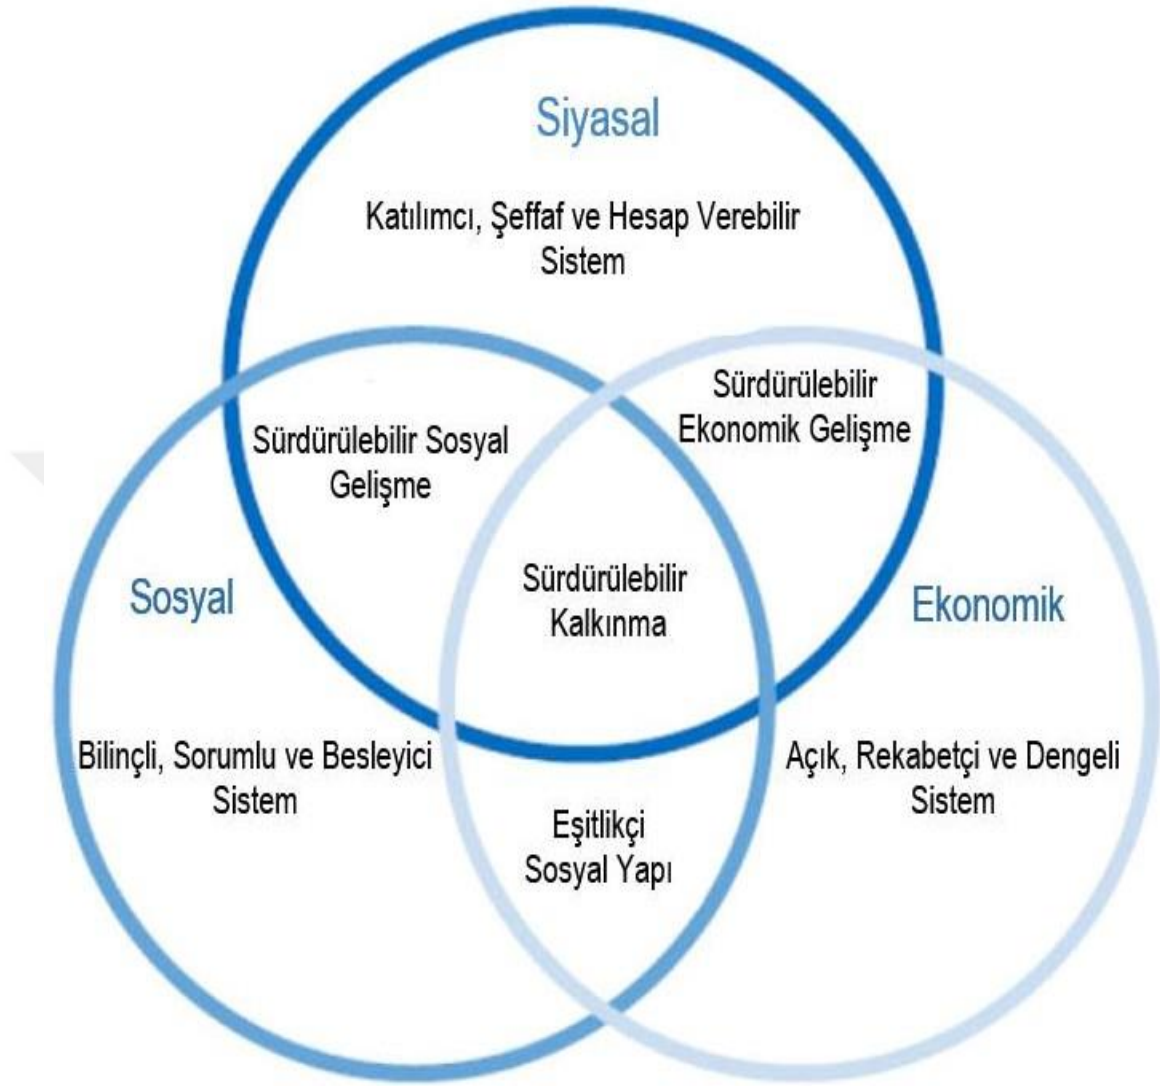 Siyasal
Katılımcı, Şeffaf ve Hesap Verebilir
Sistem
Sürdürülebilir
Ekonomik Gelişme
Sürdürülebilir Sosyal
Gelişme
Sürdürülebilir
Kalkınma
Sosyal
Ekonomik
Bilinçli, Sorumlu ve Besleyici
Sistem
Açık, Rekabetçi ve Dengeli
Sistem
Eşitlikçi
Sosyal Yapı